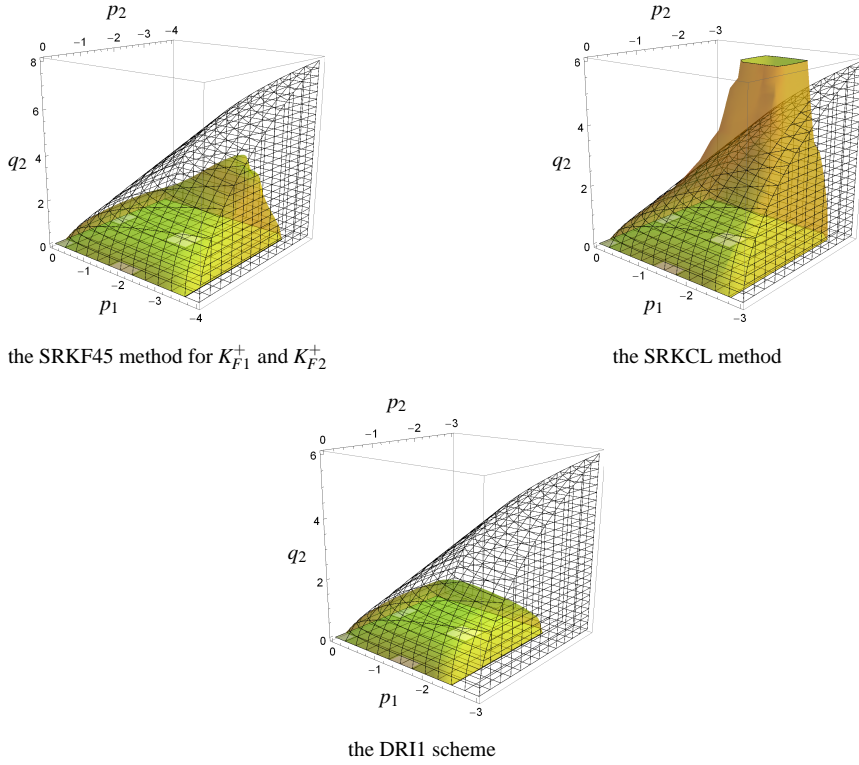 p2
0 −1 −2 −3 −4
8
6
q2 4
2
0
0
−1
−2
p1 −3
−4
the SRKF45 method for K⁺F1 and K⁺F2
p2
0 −1 −2 −3
6
4
q2
2
0
0
−1
p1 −2
−3
the SRKCL method
p2
0 −1 −2 −3
6
4
q2
2
0
0
−1
p1 −2
−3
the DRI1 scheme